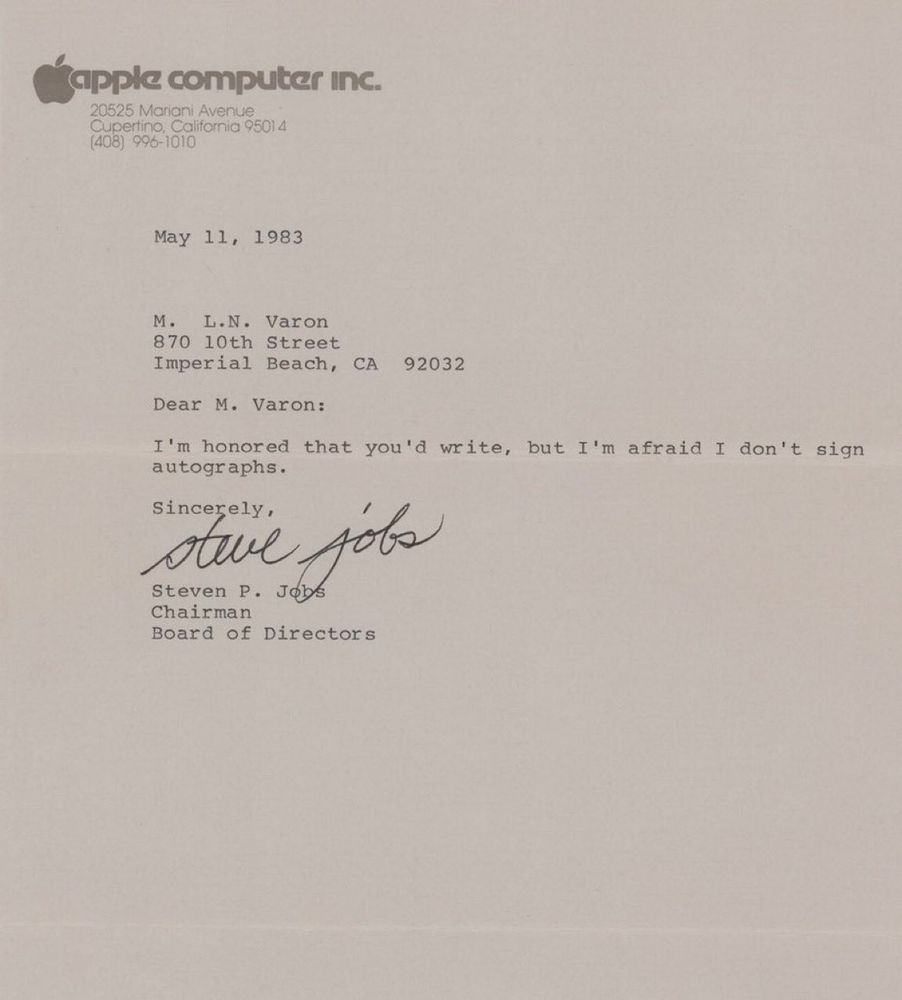 apple computer inc.
20525 Mariani Avenue
Cupertino, California 95014
(408) 996-1010
May 11, 1983
M. L.N. Varon
870 10th Street
Imperial Beach, CA 92032
Dear M. Varon:
I'm honored that you'd write, but I'm afraid I don't sign
autographs.
Sincerely,
steve jobs
Steven P. Jobs
Chairman
Board of Directors